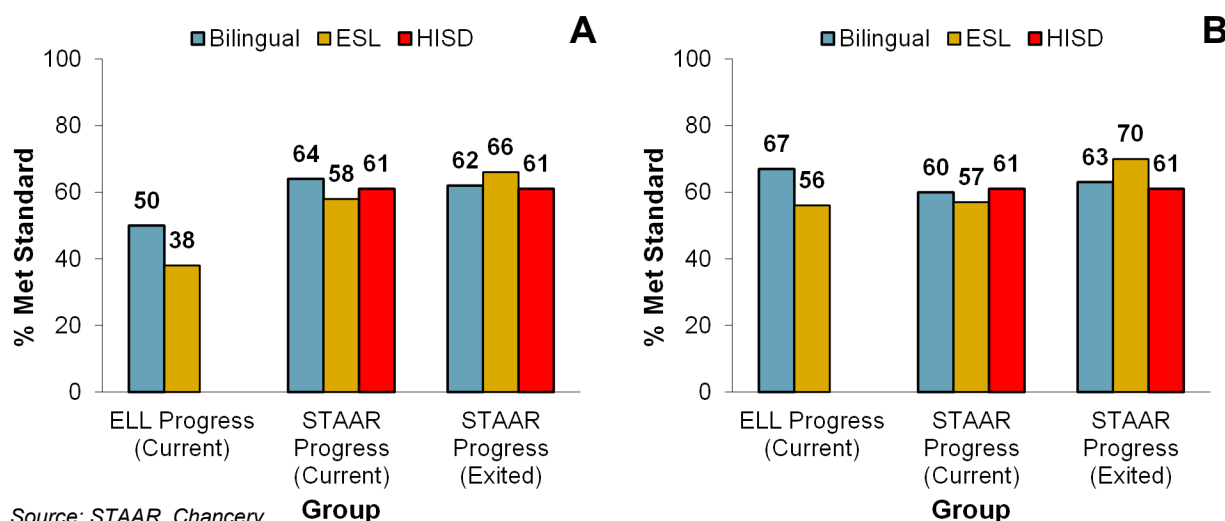 Bilingual ESL HISD A
100
80
60
40
20
0
% Met Standard
50
38
64
58
61
62
66
61
ELL Progress
(Current)
STAAR
Progress
(Current)
STAAR
Progress
(Exited)
Group
Source: STAAR, Chancery
Bilingual ESL HISD B
100
80
60
40
20
0
% Met Standard
67
56
60
57
61
63
70
61
ELL Progress
(Current)
STAAR
Progress
(Current)
STAAR
Progress
(Exited)
Group